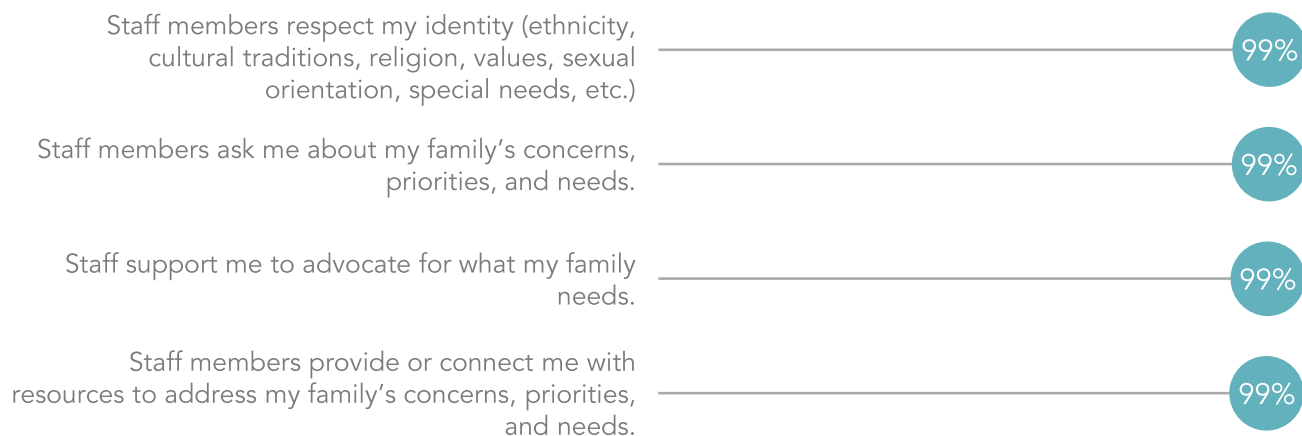 Staff members respect my identity (ethnicity,
cultural traditions, religion, values, sexual
orientation, special needs, etc.)
99%
Staff members ask me about my family’s concerns,
priorities, and needs.
99%
Staff support me to advocate for what my family
needs.
99%
Staff members provide or connect me with
resources to address my family’s concerns, priorities,
and needs.
99%